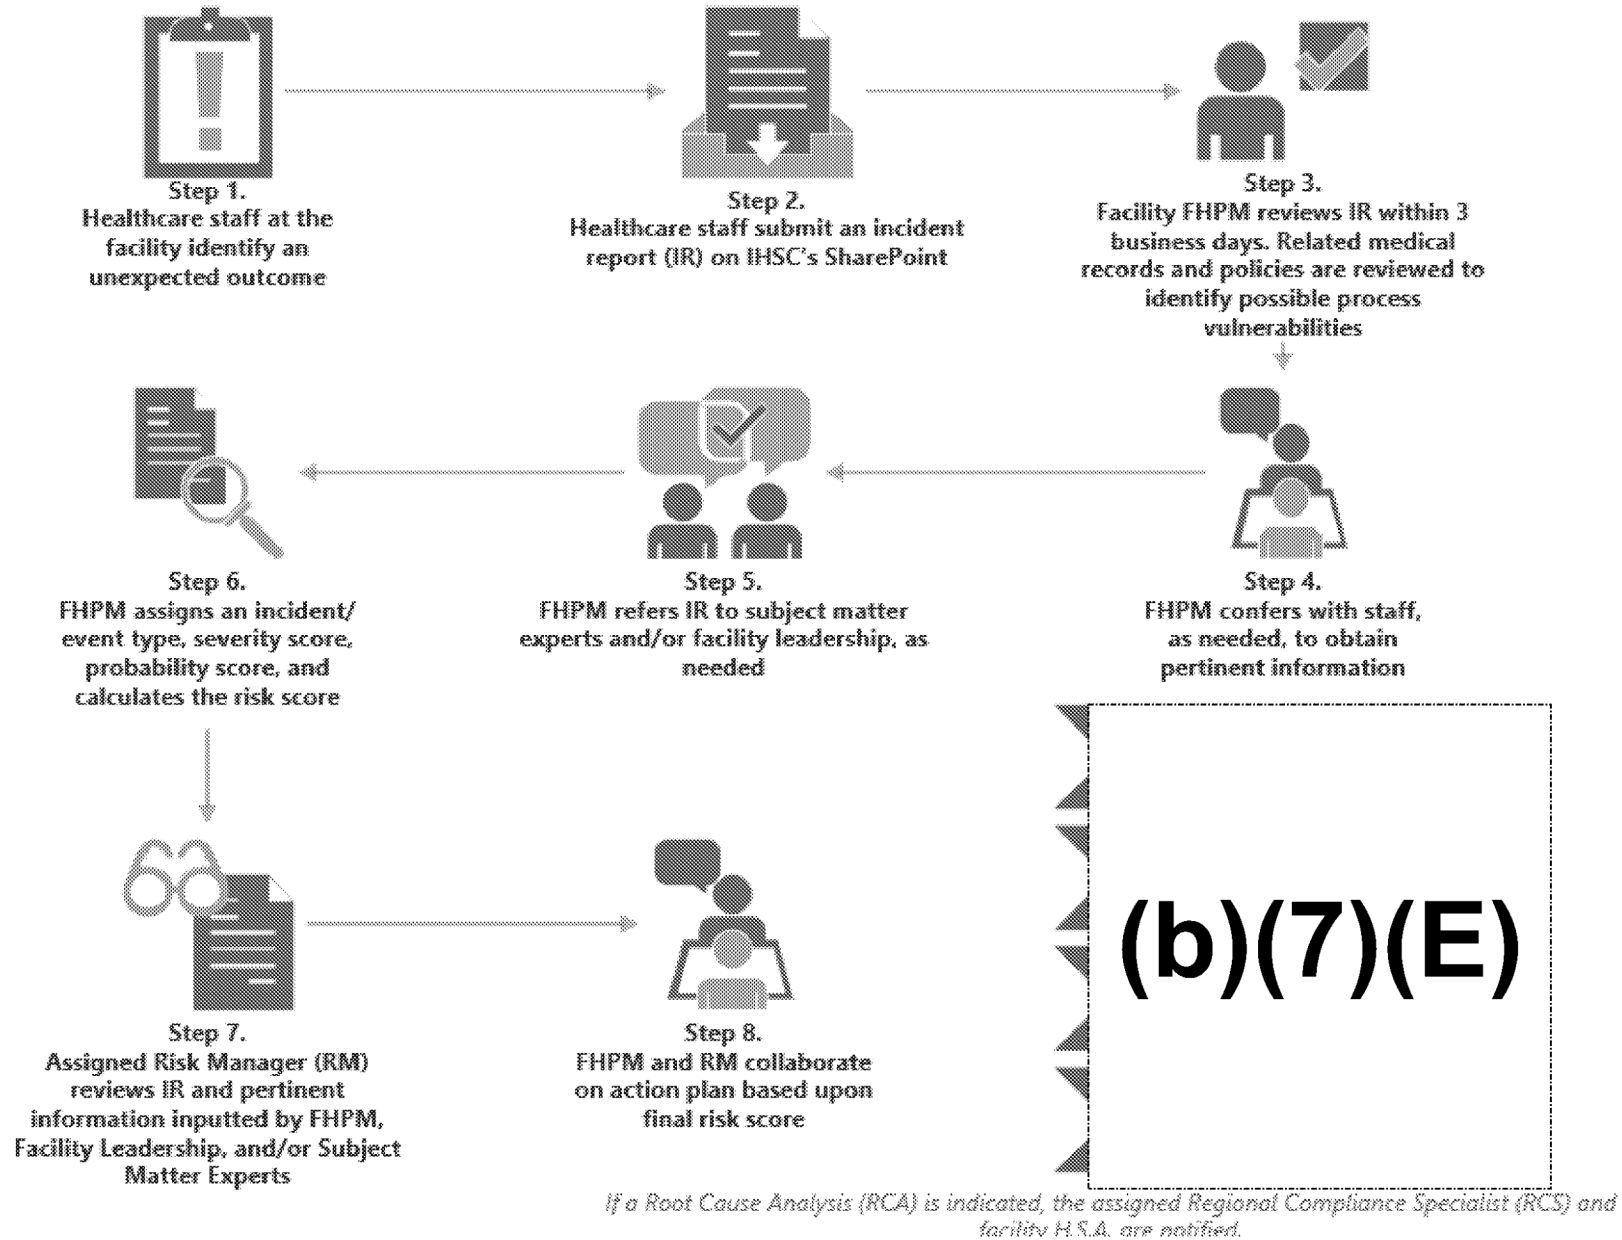 Step 1.
Healthcare staff at the
facility identify an
unexpected outcome
Step 2.
Healthcare staff submit an incident
report (IR) on IHSC's SharePoint
Step 3.
Facility FHPM reviews IR within 3
business days. Related medical
records and policies are reviewed to
identify possible process
vulnerabilities
Step 4.
FHPM confers with staff,
as needed, to obtain
pertinent information
Step 5.
FHPM refers IR to subject matter
experts and/or facility leadership, as
needed
Step 6.
FHPM assigns an incident/
event type, severity score,
probability score, and
calculates the risk score
Step 7.
Assigned Risk Manager (RM)
reviews IR and pertinent
information inputted by FHPM,
Facility Leadership, and/or Subject
Matter Experts
Step 8.
FHPM and RM collaborate
on action plan based upon
final risk score
(b)(7)(E)
If a Root Cause Analysis (RCA) is indicated, the assigned Regional Compliance Specialist (RCS) and
facility H.S.A. are notified.